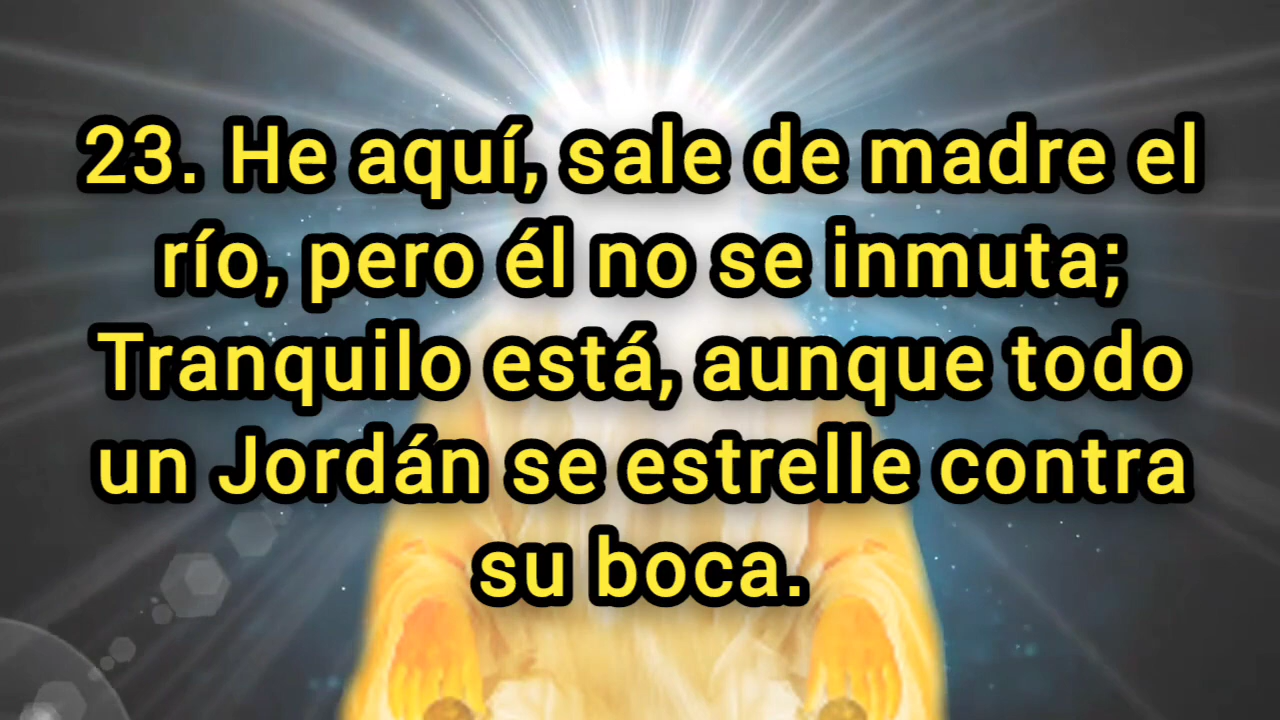 23. He aquí, sale de madre el
río, pero él no se inmuta;
Tranquilo está, aunque todo
un Jordán se estrelle contra
su boca.